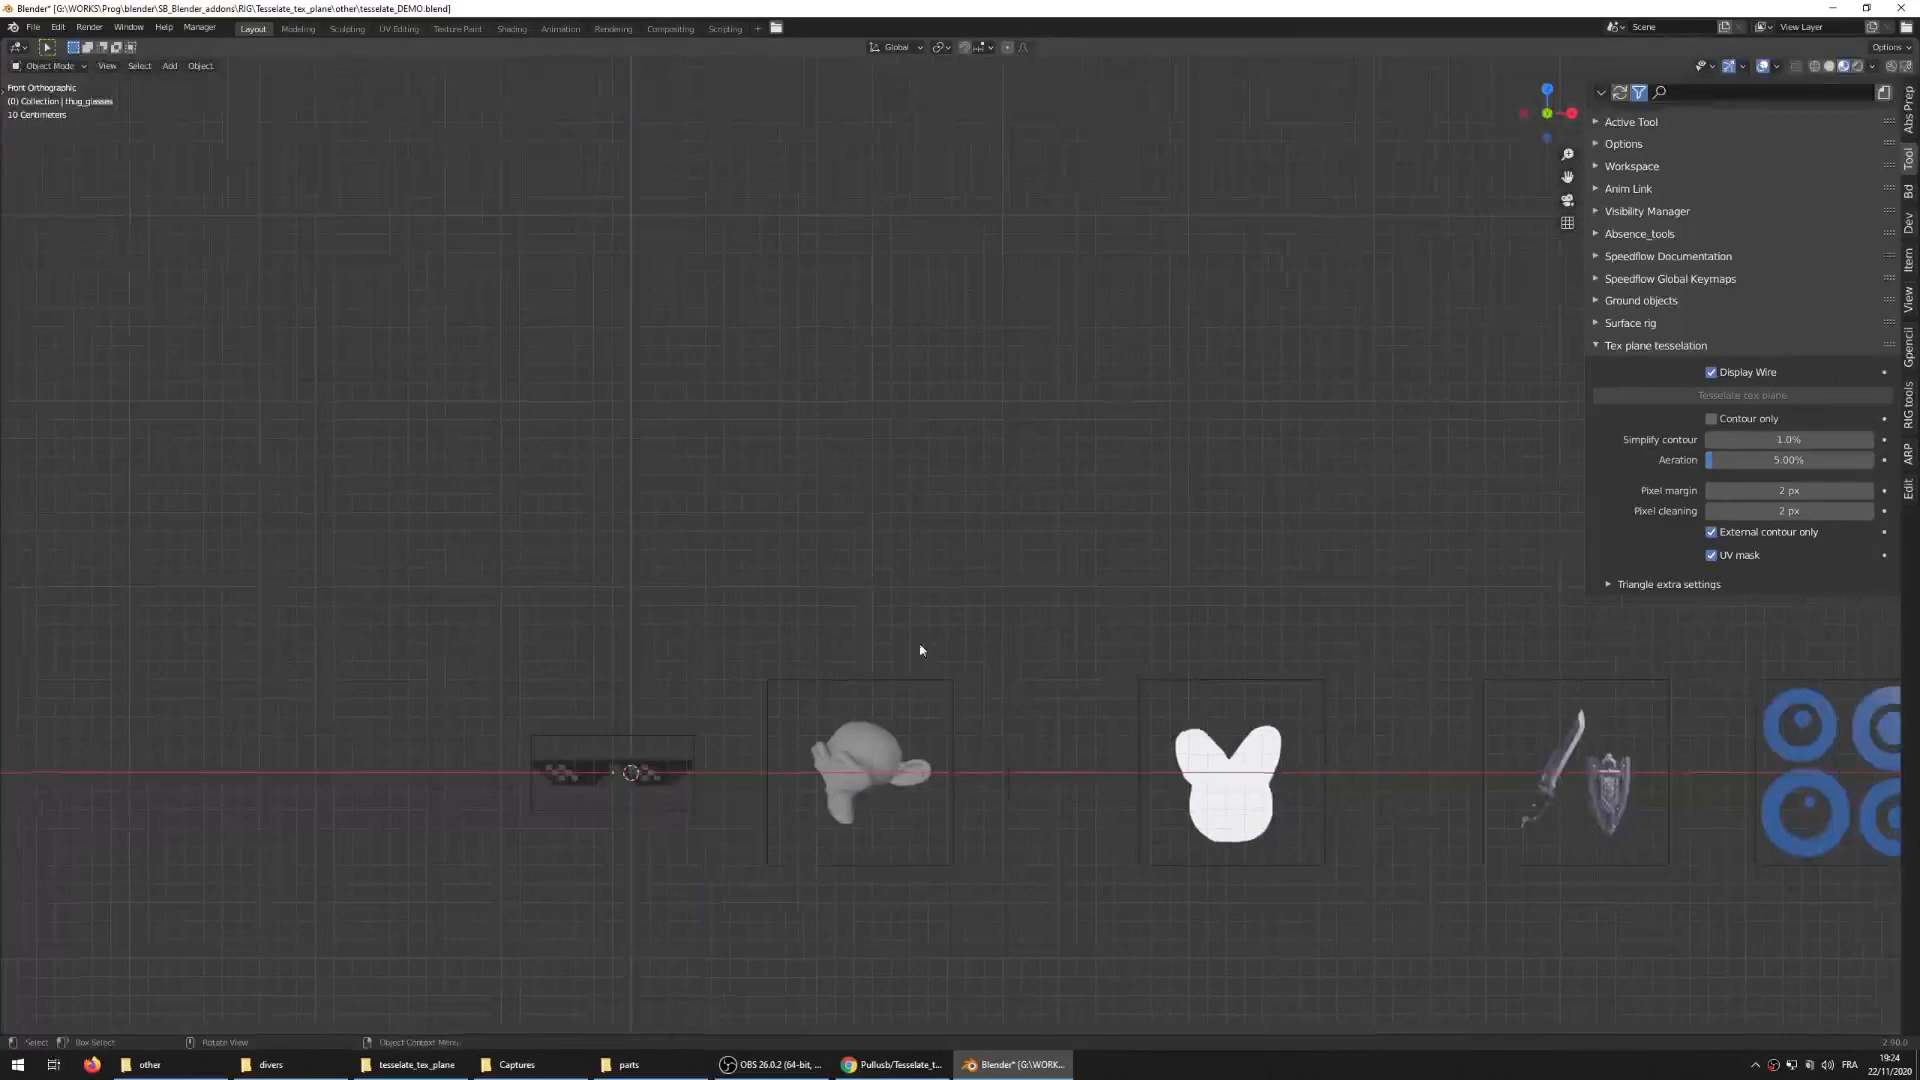 Blender* [G:\WORKS\Prog\blender\SB_Blender_addons\RIG\Tesselate_tex_plane\other\tesselate_DEMO.blend]
File Edit Render Window Help Manager Layout Modeling Sculpting UV Editing Texture Paint Shading Animation Rendering Compositing Scripting + Scene View Layer
Global Options
Object Mode View Select Add Object
Front Orthographic
(0) Collection | thug_glasses
10 Centimeters
Active Tool
Options
Workspace
Anim Link
Visibility Manager
Absence_tools
Speedflow Documentation
Speedflow Global Keymaps
Ground objects
Surface rig
Tex plane tesselation
Display Wire
Tesselate tex plane
Contour only
Simplify contour 1.0%
Aeration 5.00%
Pixel margin 2 px
Pixel cleaning 2 px
External contour only
UV mask
Triangle extra settings
Abs Prep
Tool
Bd
Dev
Item
View
Gpencil
RIG tools
ARP
Edit
Select Box Select Rotate View Object Context Menu 2.90.0
other divers tesselate_tex_plane Captures parts OBS 26.0.2 (64-bit, ... Pullusb/Tesselate_t... Blender* [G:\WORK... FRA 19:24
22/11/2020